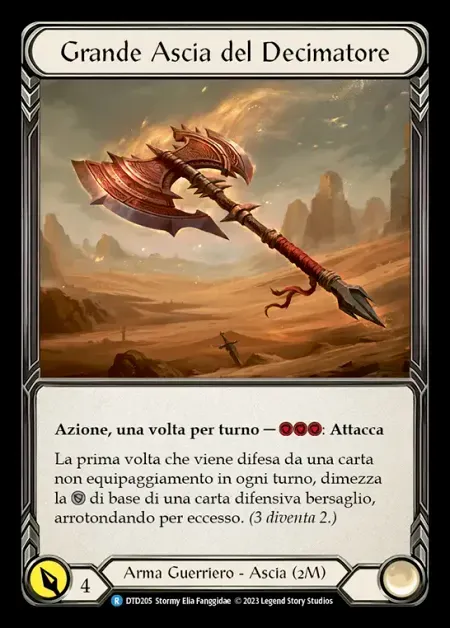 Grande Ascia del Decimatore
Azione, una volta per turno — : Attacca
La prima volta che viene difesa da una carta
non equipaggiamento in ogni turno, dimezza
la di base di una carta difensiva bersaglio,
arrotondando per eccesso. (3 diventa 2.)
4
Arma Guerriero - Ascia (2M)
R DTD205 Stormy Elia Fanggidae © 2023 Legend Story Studios